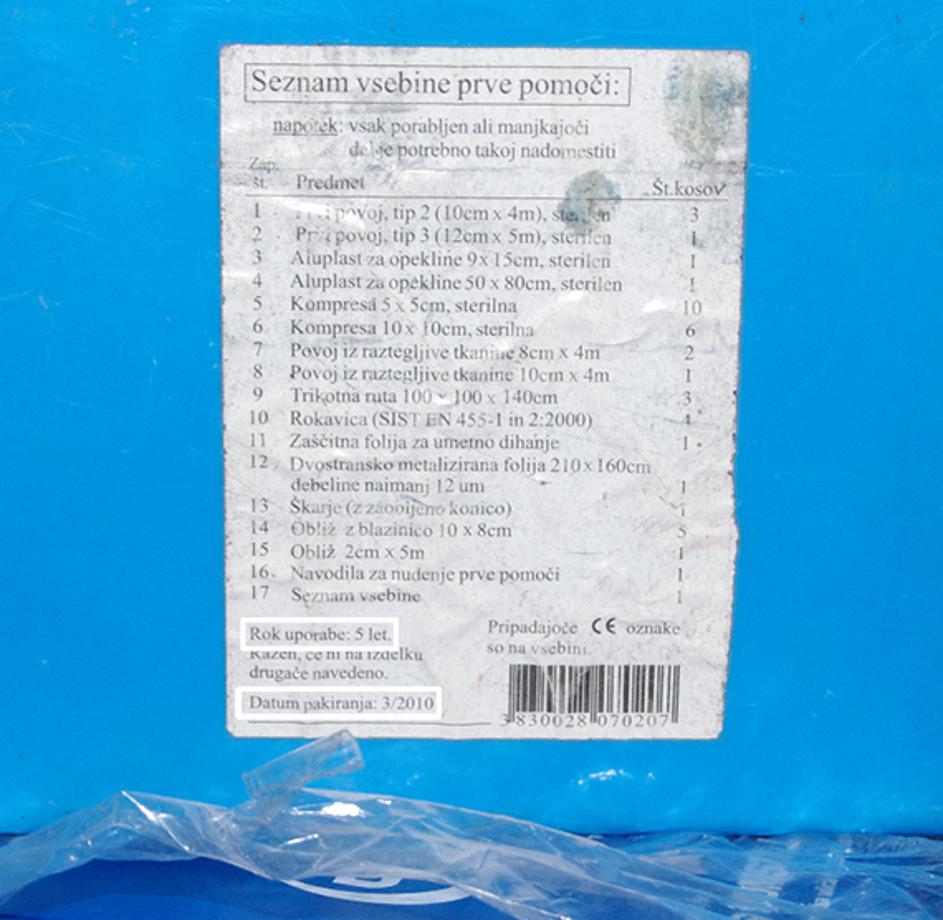 Seznam vsebine prve pomoči:
napotek: vsak porabljen ali manjkajoči
del je potrebno takoj nadomestiti
Zap.
št. Predmet Št.kosov
1 povoj, tip 2 (10cm x 4m), sterilen 3
2 Prvi povoj, tip 3 (12cm x 5m), sterilen 1
3 Aluplast za opekline 9x15cm, sterilen 1
4 Aluplast za opekline 50 x 80cm, sterilen 1
5 Kompresa 5 x 5cm, sterilna 10
6 Kompresa 10 x 10cm, sterilna 6
7 Povoj iz raztegljive tkanine 8cm x 4m 2
8 Povoj iz raztegljive tkanine 10cm x 4m 1
9 Trikotna ruta 100 x 100 x 140cm 3
10 Rokavica (SIST EN 455-1 in 2:2000) 4
11 Zaščitna folija za umetno dihanje 1
12 Dvostransko metalizirana folija 210x160cm
debeline najmanj 12 um 1
13 Škarje (z zaobljeno konico) 1
14 Obliž z blazinico 10 x 8cm 5
15 Obliž 2cm x 5m 1
16 Navodila za nudenje prve pomoči 1
17 Seznam vsebine 1
Rok uporabe: 5 let.
Razen, če ni na izdelku
drugače navedeno.
Datum pakiranja: 3/2010
Pripadajoče CE oznake
so na vsebini.
3830028070207